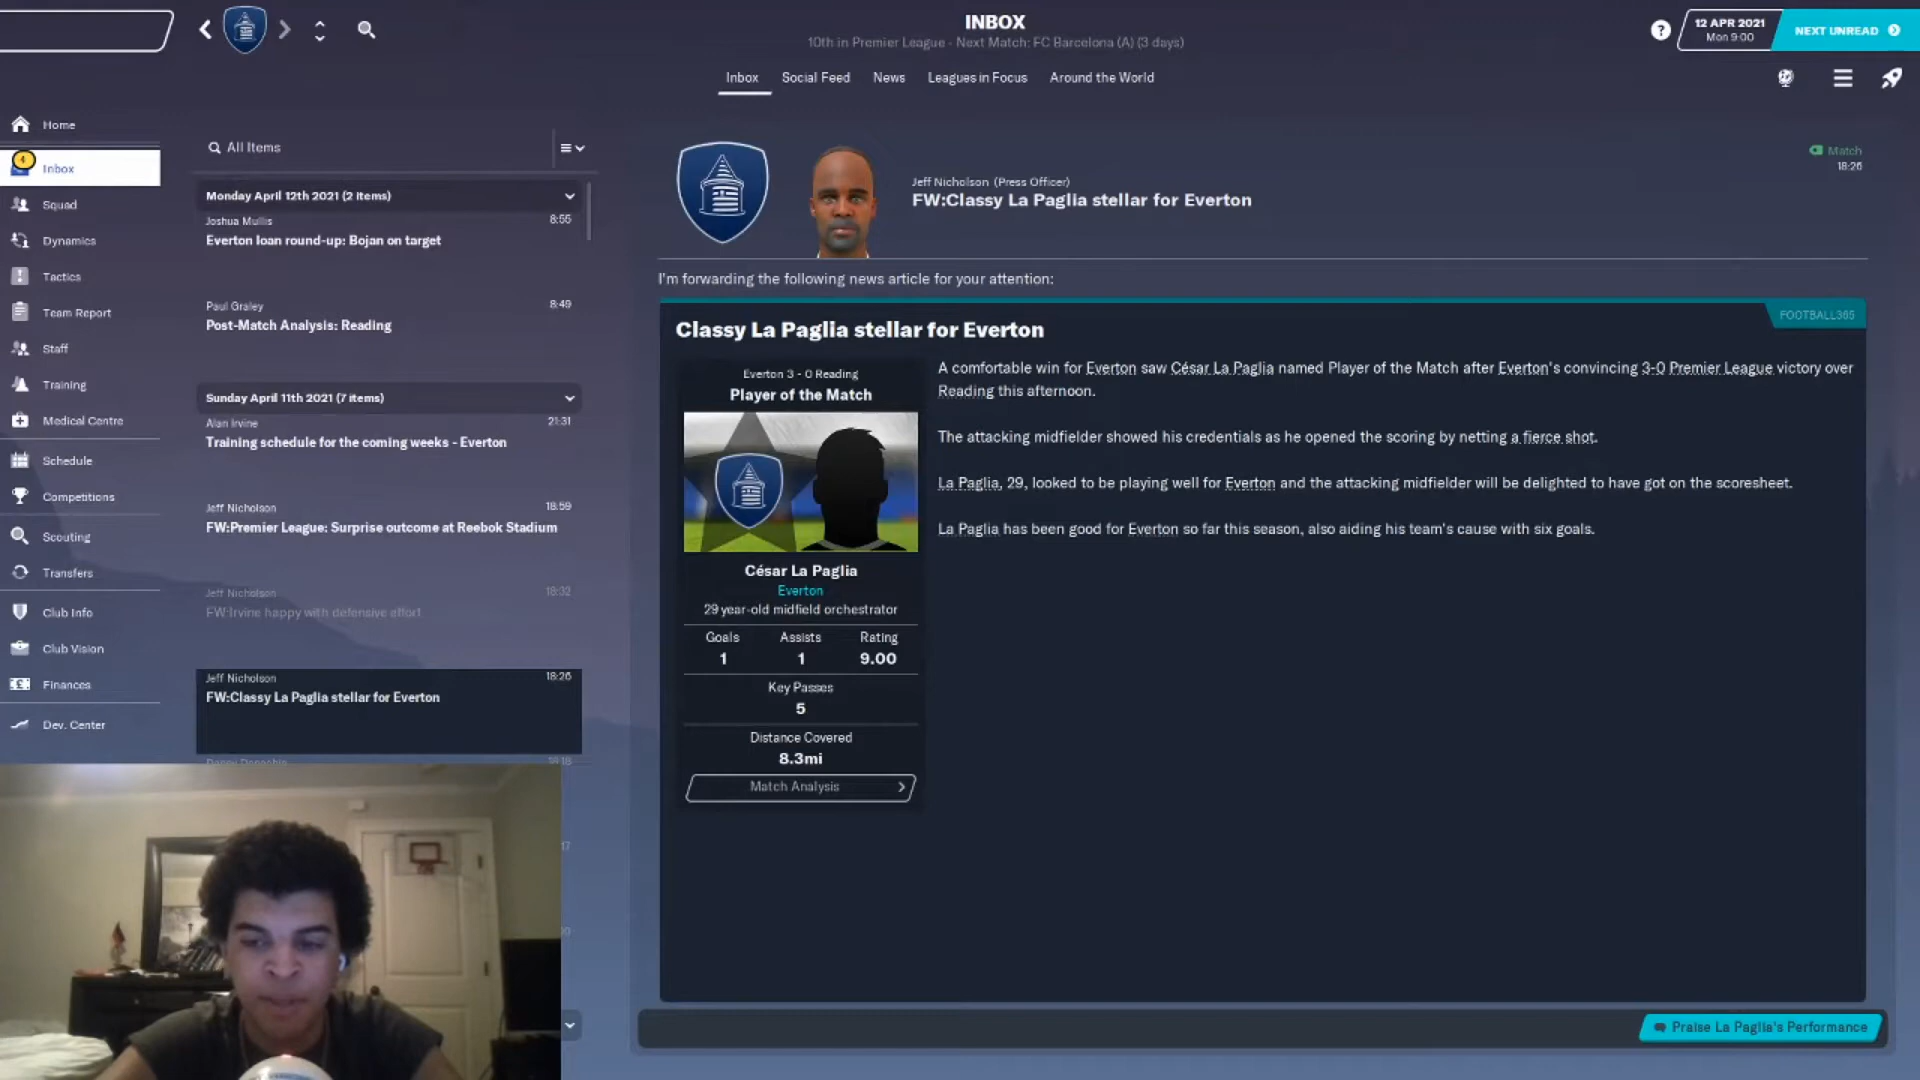 INBOX
10th in Premier League - Next Match: FC Barcelona (A) (3 days)
12 APR 2021
Mon 9:00
NEXT UNREAD
Inbox
Social Feed
News
Leagues in Focus
Around the World
Home
4
Inbox
Squad
Dynamics
Tactics
Team Report
Staff
Training
Medical Centre
Schedule
Competitions
Scouting
Transfers
Club Info
Club Vision
Finances
Dev. Center
All Items
Monday April 12th 2021 (2 items)
Joshua Mullis 8:55
Everton loan round-up: Bojan on target
Paul Graley 8:49
Post-Match Analysis: Reading
Sunday April 11th 2021 (7 items)
Alan Irvine 21:31
Training schedule for the coming weeks - Everton
Jeff Nicholson 18:59
FW:Premier League: Surprise outcome at Reebok Stadium
Jeff Nicholson 18:32
FW:Irvine happy with defensive effort
Jeff Nicholson 18:26
FW:Classy La Paglia stellar for Everton
Match
18:26
Jeff Nicholson (Press Officer)
FW:Classy La Paglia stellar for Everton
I'm forwarding the following news article for your attention:
FOOTBALL365
Classy La Paglia stellar for Everton
Everton 3 - 0 Reading
Player of the Match
César La Paglia
Everton
29 year-old midfield orchestrator
Goals Assists Rating
1 1 9.00
Key Passes
5
Distance Covered
8.3mi
Match Analysis
A comfortable win for Everton saw César La Paglia named Player of the Match after Everton's convincing 3-0 Premier League victory over
Reading this afternoon.
The attacking midfielder showed his credentials as he opened the scoring by netting a fierce shot.
La Paglia, 29, looked to be playing well for Everton and the attacking midfielder will be delighted to have got on the scoresheet.
La Paglia has been good for Everton so far this season, also aiding his team's cause with six goals.
Praise La Paglia's Performance